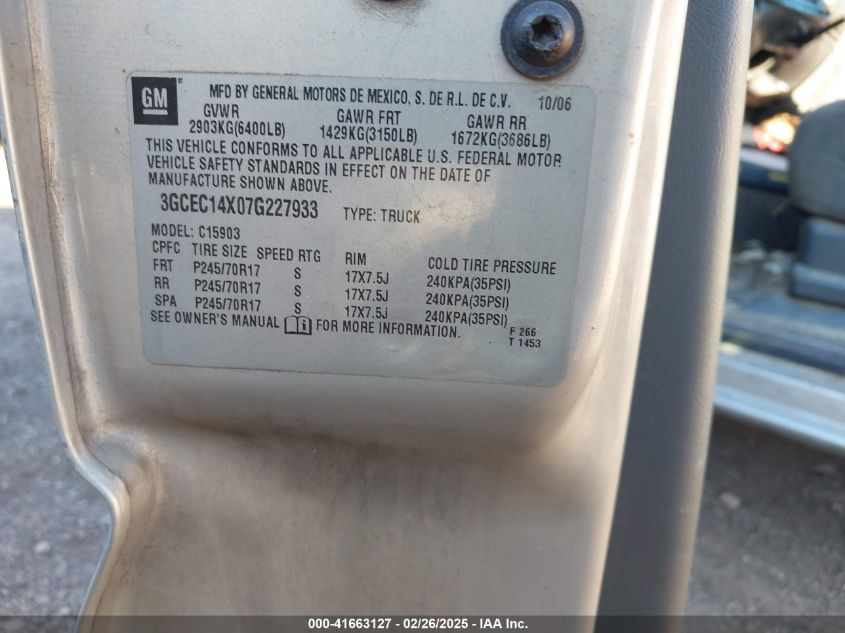 GM
MFD BY GENERAL MOTORS DE MEXICO, S. DE R.L. DE C.V. 10/06
GVWR GAWR FRT GAWR RR
2903KG(6400LB) 1429KG(3150LB) 1672KG(3686LB)
THIS VEHICLE CONFORMS TO ALL APPLICABLE U.S. FEDERAL MOTOR
VEHICLE SAFETY STANDARDS IN EFFECT ON THE DATE OF
MANUFACTURE SHOWN ABOVE.
3GCEC14X07G227933 TYPE: TRUCK
MODEL: C15903
CPFC TIRE SIZE SPEED RTG RIM COLD TIRE PRESSURE
FRT P245/70R17 S 17X7.5J 240KPA(35PSI)
RR P245/70R17 S 17X7.5J 240KPA(35PSI)
SPA P245/70R17 S 17X7.5J 240KPA(35PSI)
SEE OWNER'S MANUAL FOR MORE INFORMATION.
F 266
T 1453
000-41663127 - 02/26/2025 - IAA Inc.